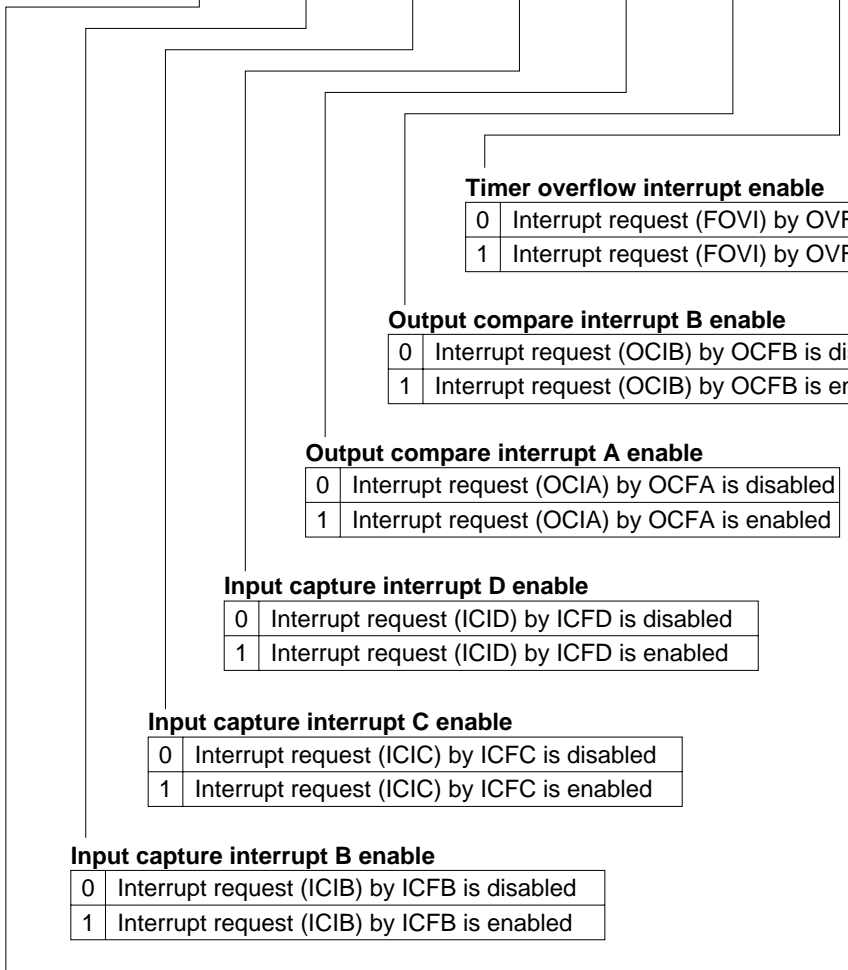 Timer overflow interrupt enable
0 Interrupt request (FOVI) by
1 Interrupt request (FOVI) by
Output compare interrupt B enable
0 Interrupt request (OCIB) by OCFB is
1 Interrupt request (OCIB) by OCFB is
Output compare interrupt A enable
0 Interrupt request (OCIA) by OCFA is disabled
1 Interrupt request (OCIA) by OCFA is enabled
Input capture interrupt D enable
0 Interrupt request (ICID) by ICFD is disabled
1 Interrupt request (ICID) by ICFD is enabled
Input capture interrupt C enable
0 Interrupt request (ICIC) by ICFC is disabled
1 Interrupt request (ICIC) by ICFC is enabled
Input capture interrupt B enable
0 Interrupt request (ICIB) by ICFB is disabled
1 Interrupt request (ICIB) by ICFB is enabled